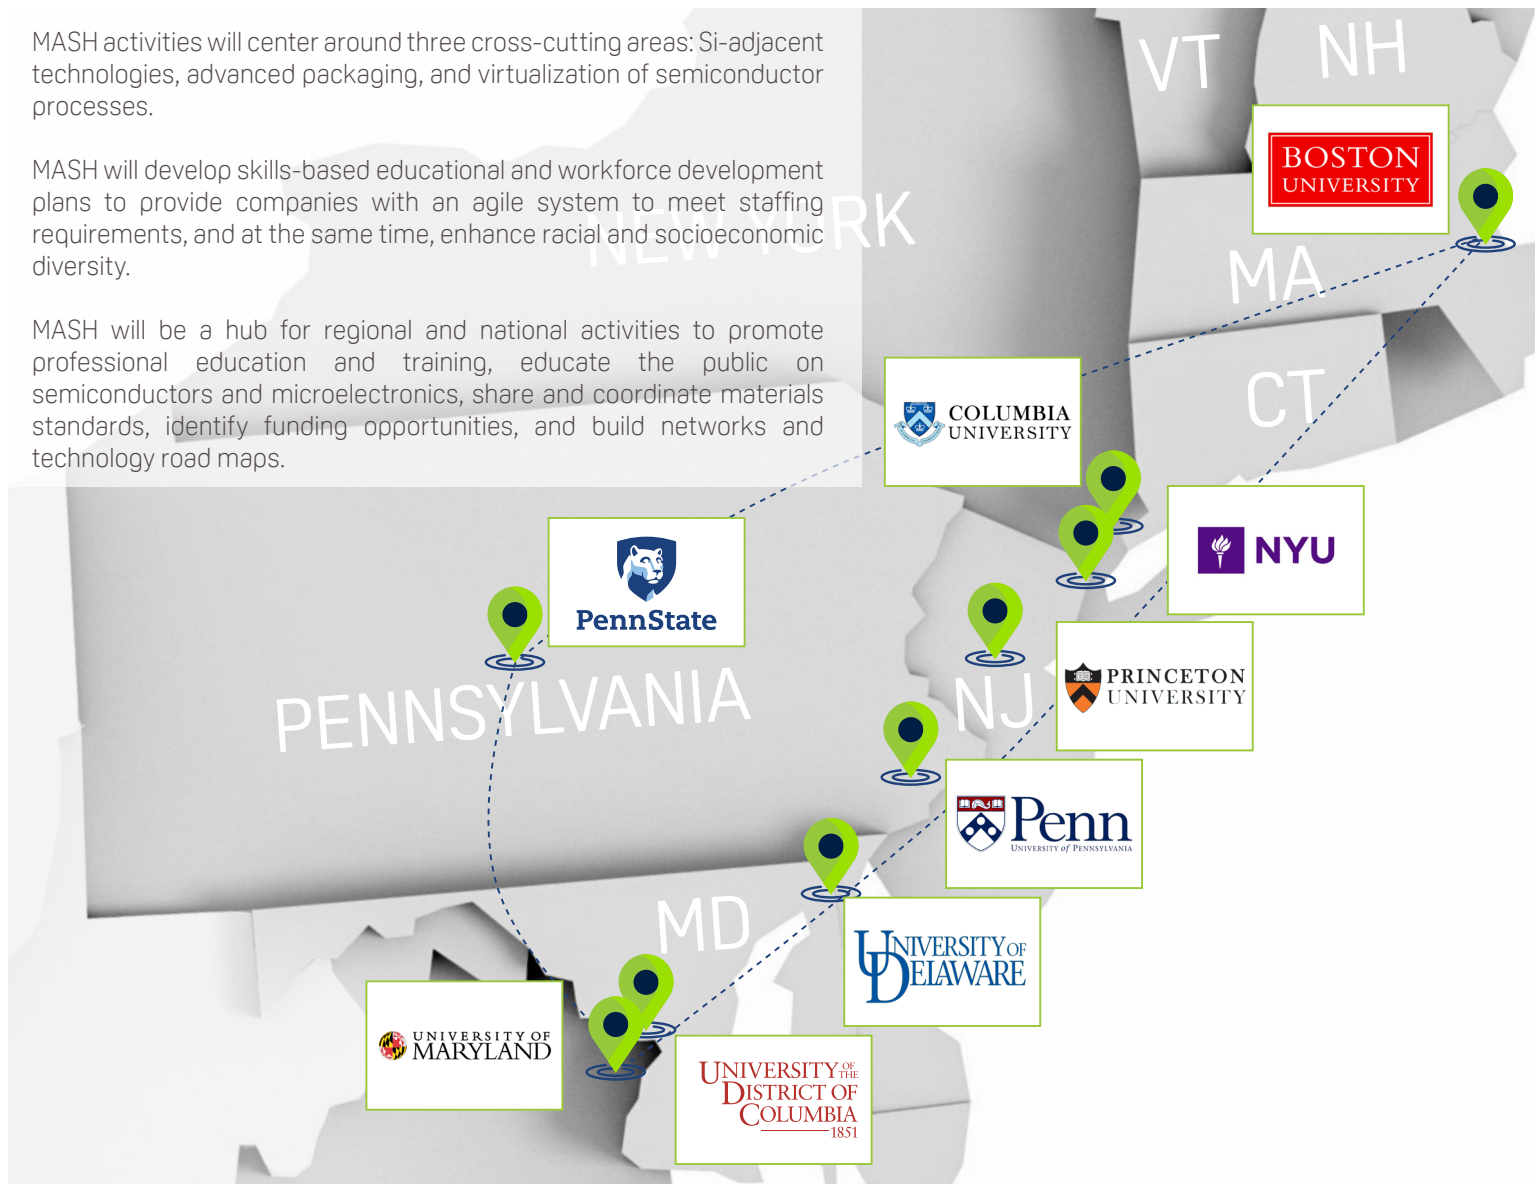 MASH activities will center around three cross-cutting areas: Si-adjacent
technologies, advanced packaging, and virtualization of semiconductor
processes.
MASH will develop skills-based educational and workforce development
plans to provide companies with an agile system to meet staffing
requirements, and at the same time, enhance racial and socioeconomic
diversity.
MASH will be a hub for regional and national activities to promote
professional education and training, educate the public on
semiconductors and microelectronics, share and coordinate materials
standards, identify funding opportunities, and build networks and
technology road maps.
VT
NH
BOSTON
UNIVERSITY
NEW YORK
MA
CT
COLUMBIA
UNIVERSITY
NYU
PennState
PRINCETON
UNIVERSITY
PENNSYLVANIA
NJ
Penn
UNIVERSITY of PENNSYLVANIA
MD
UNIVERSITY OF
DELAWARE
UNIVERSITY OF
MARYLAND
UNIVERSITY OF THE
DISTRICT OF
COLUMBIA
1851